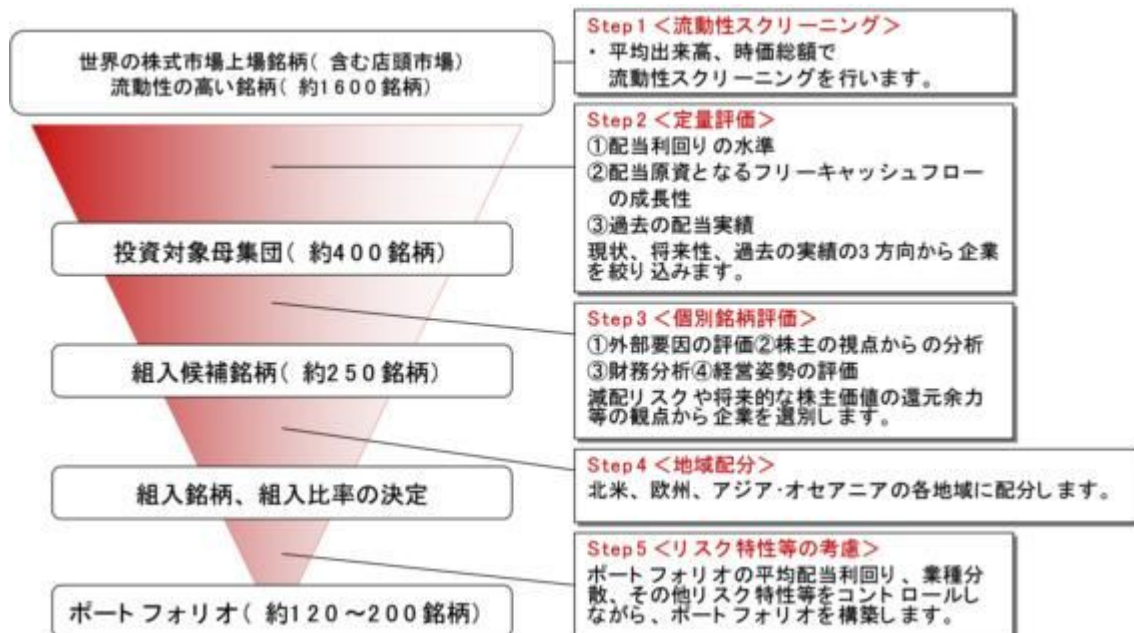 世界の株式市場上場銘柄(含む店頭市場)
流動性の高い銘柄(約1600銘柄)
Step1<流動性スクリーニング>
・平均出来高、時価総額で
流動性スクリーニングを行います。
Step2<定量評価>
①配当利回りの水準
②配当原資となるフリーキャッシュフロー
の成長性
③過去の配当実績
現状、将来性、過去の実績の3方向から企業
を絞り込みます。
投資対象母集団(約400銘柄)
Step3<個別銘柄評価>
①外部要因の評価②株主の視点からの分析
③財務分析④経営姿勢の評価
減配リスクや将来的な株主価値の還元余力
等の観点から企業を選別します。
組入候補銘柄(約250銘柄)
Step4<地域配分>
北米、欧州、アジア・オセアニアの各地域に配分します。
組入銘柄、組入比率の決定
Step5<リスク特性等の考慮>
ポートフォリオの平均配当利回り、業種分
散、その他リスク特性等をコントロールし
ながら、ポートフォリオを構築します。
ポートフォリオ(約120~200銘柄)